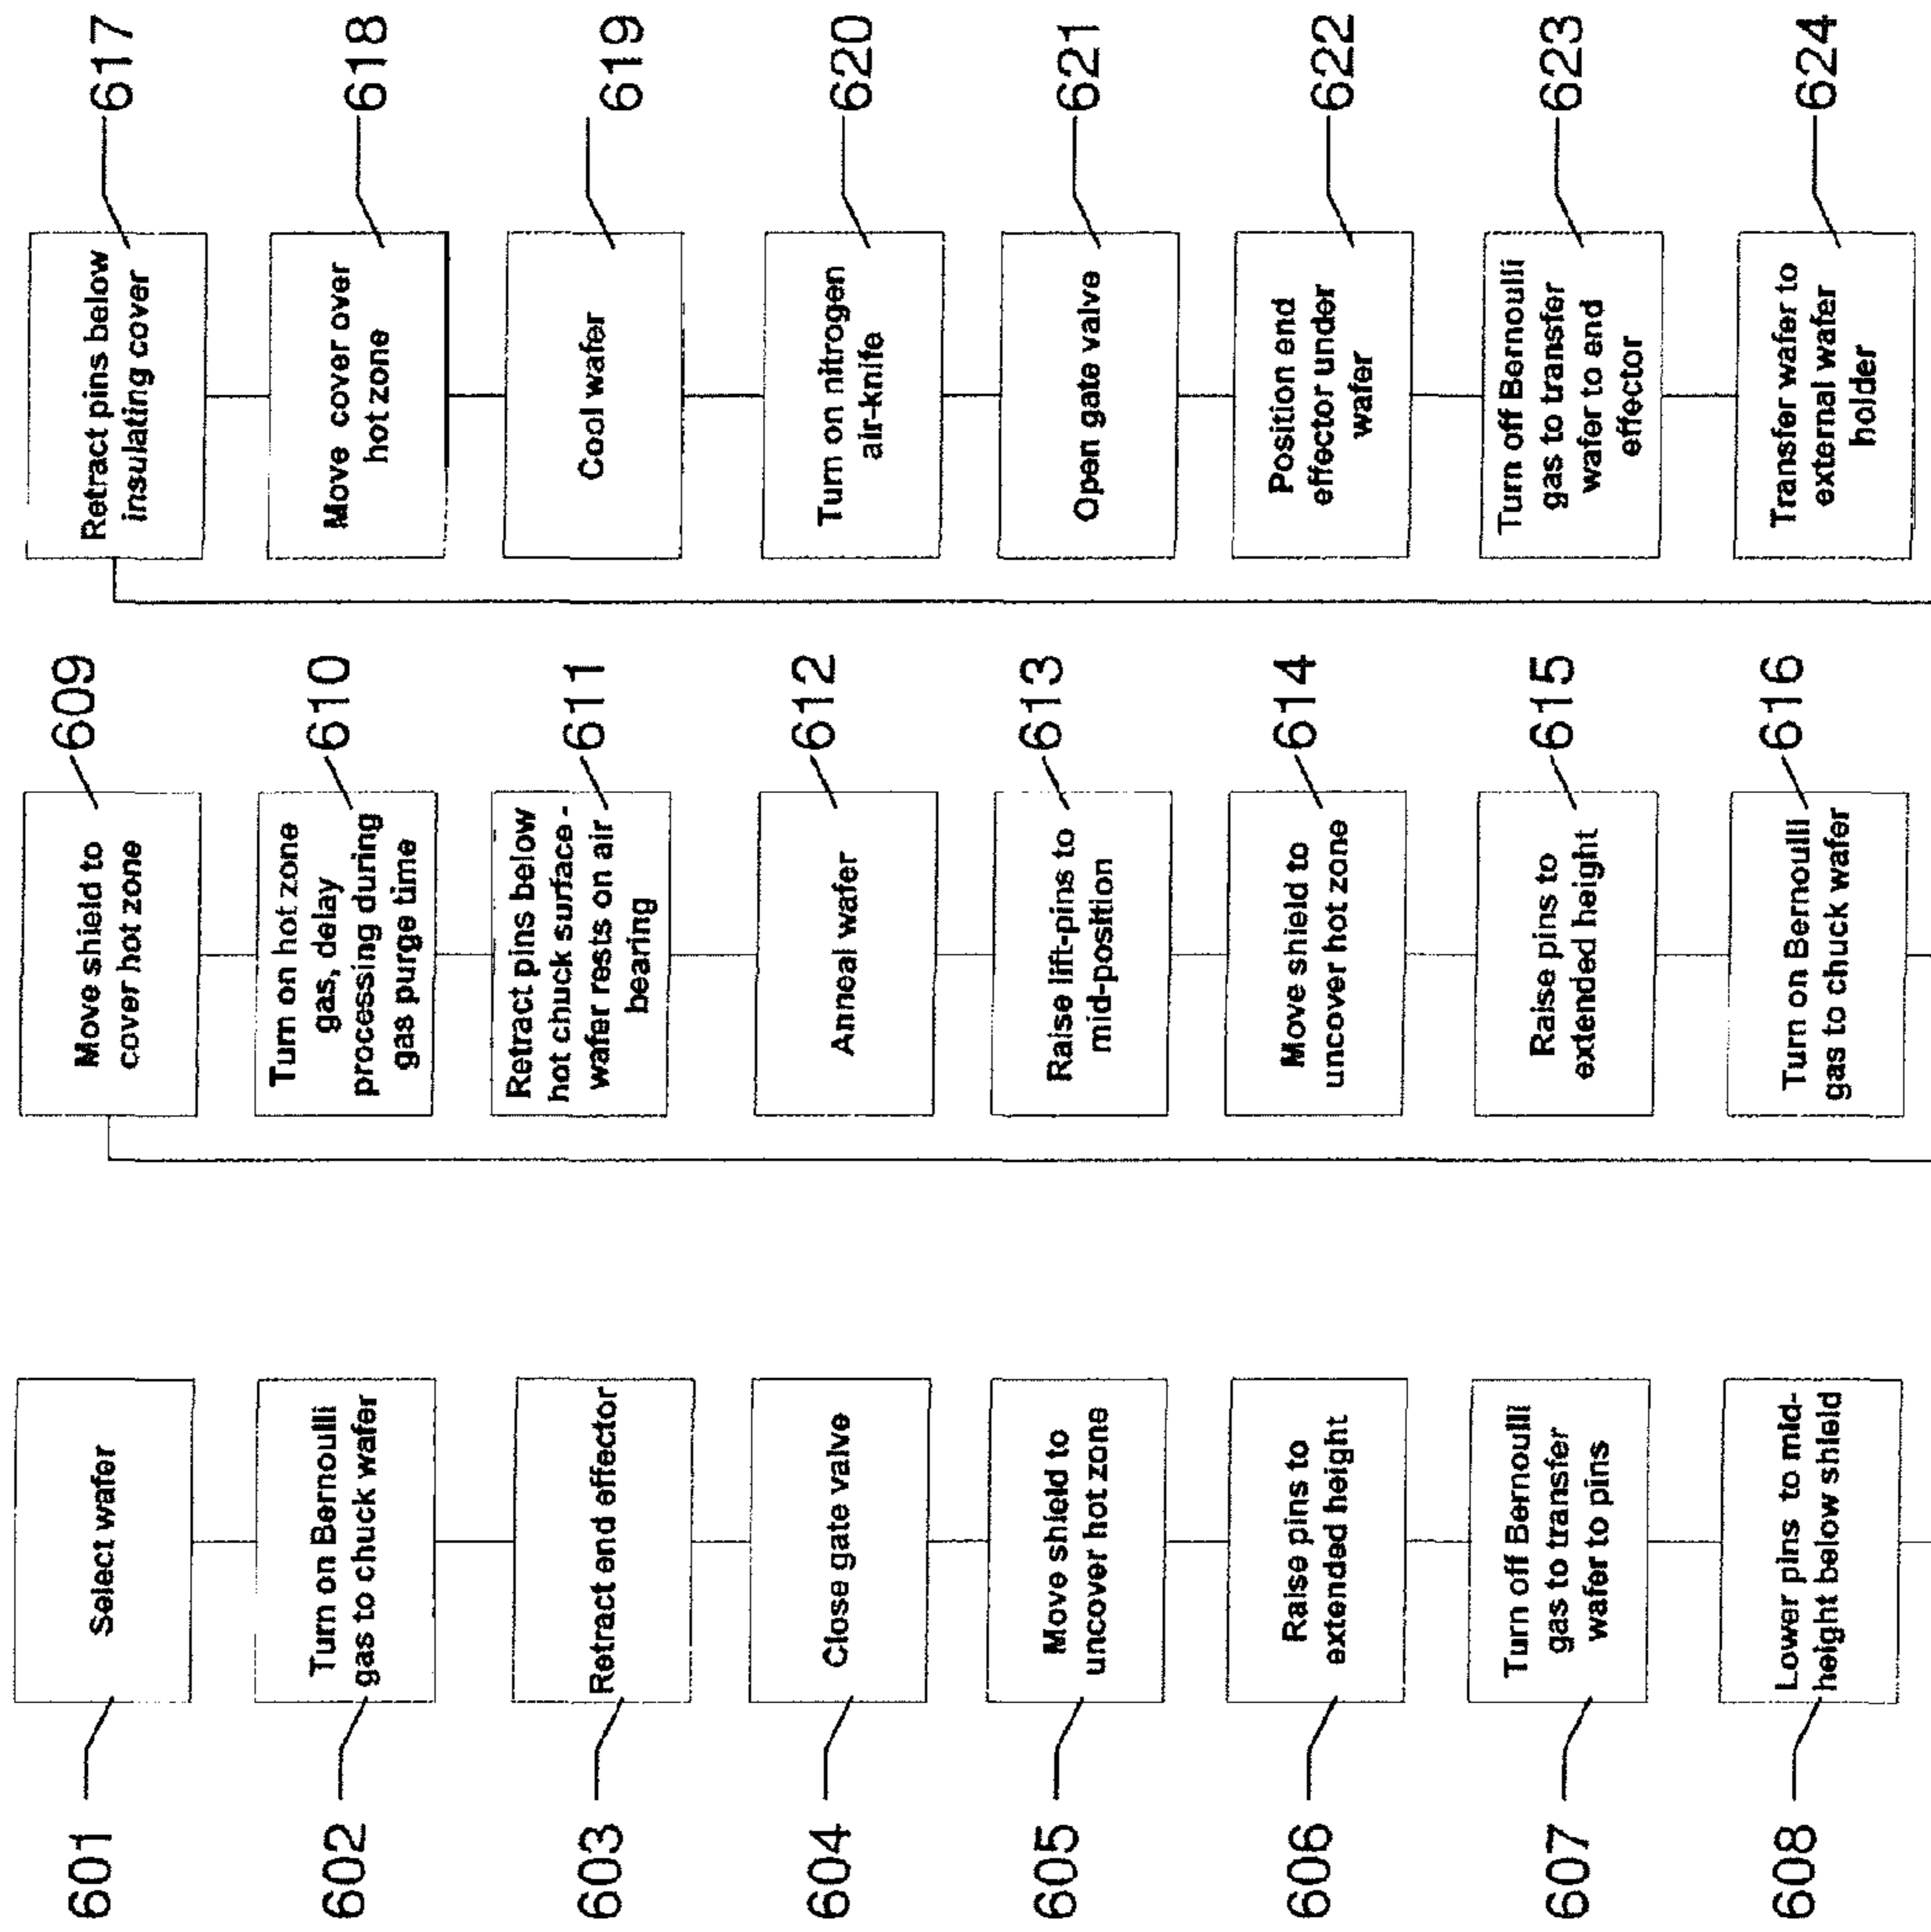 601
Select wafer
602
Turn on Bernoulli
gas to chuck wafer
603
Retract end effector
604
Close gate valve
605
Move shield to
uncover hot zone
606
Raise pins to
extended height
607
Turn off Bernoulli
gas to transfer
wafer to pins
608
Lower pins to mid-
height below shield
609
Move shield to
cover hot zone
610
Turn on hot zone
gas, delay
processing during
gas purge time
611
Retract pins below
hot chuck surface -
wafer rests on air
bearing
612
Anneal wafer
613
Raise lift-pins to
mid-position
614
Move shield to
uncover hot zone
615
Raise pins to
extended height
616
Turn on Bernoulli
gas to chuck wafer
617
Retract pins below
insulating cover
618
Move cover over
hot zone
619
Cool wafer
620
Turn on nitrogen
air-knife
621
Open gate valve
622
Position end
effector under
wafer
623
Turn off Bernoulli
gas to transfer
wafer to end
effector
624
Transfer wafer to
external wafer
holder